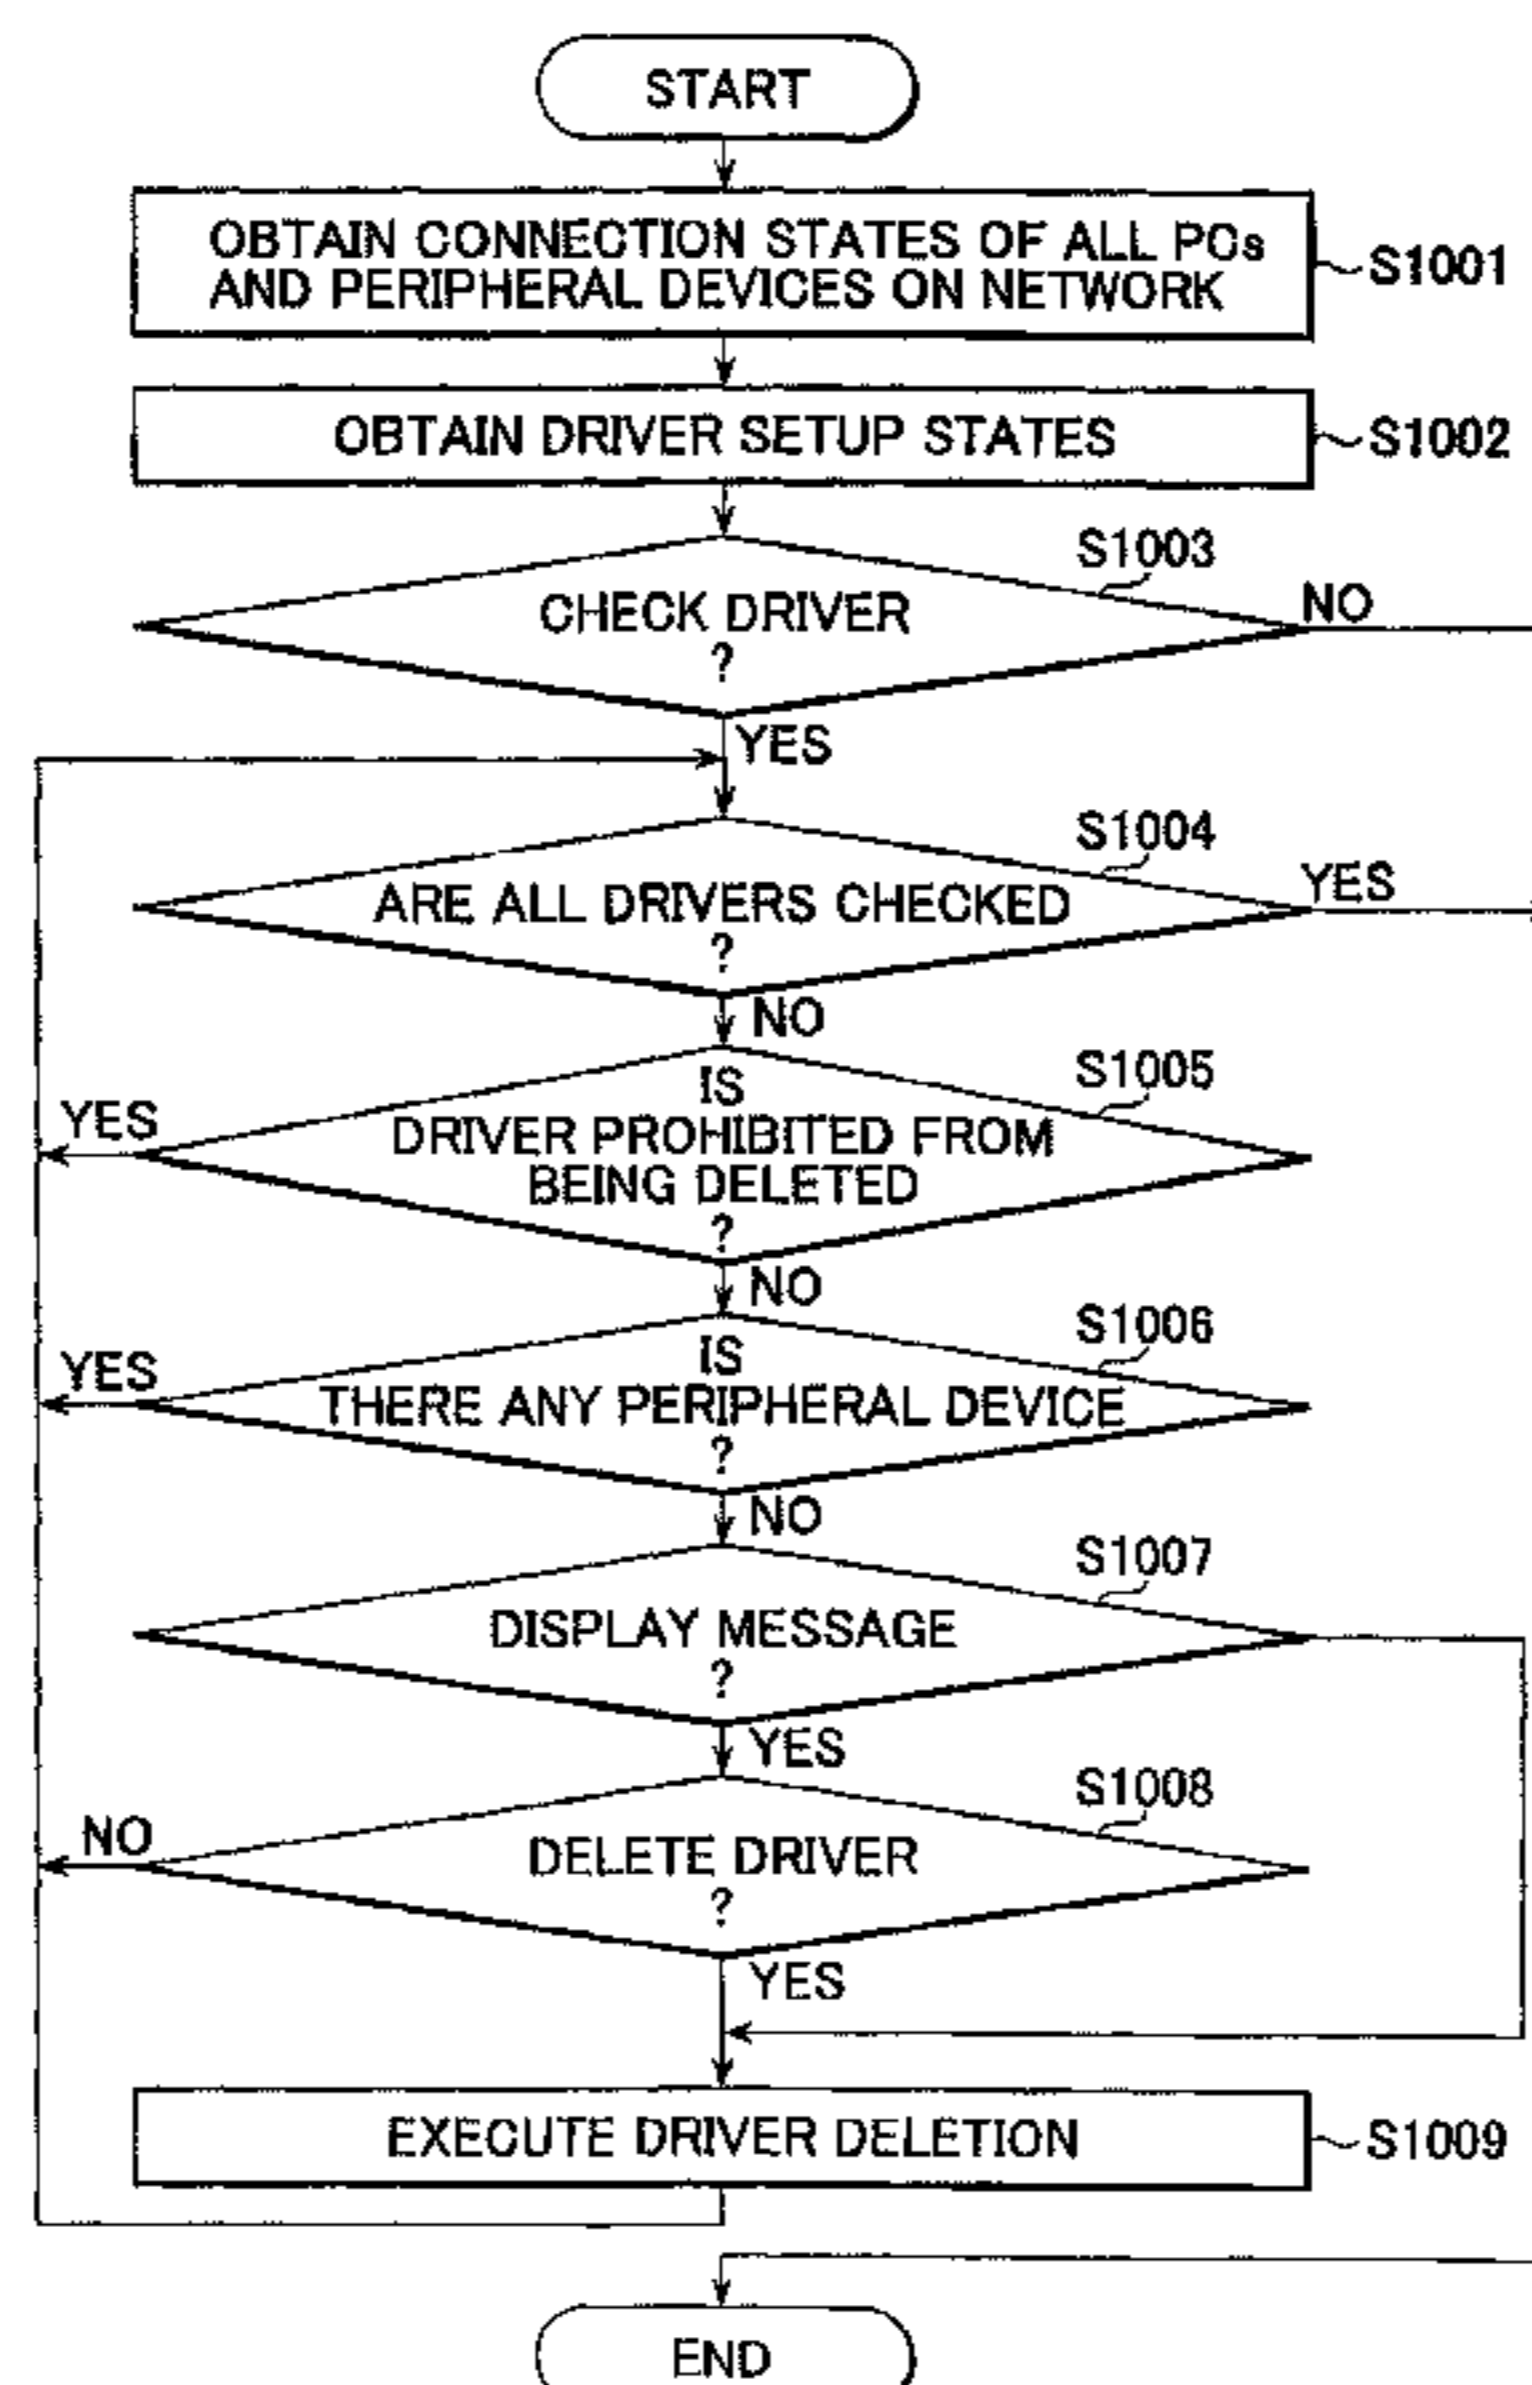 START
OBTAIN CONNECTION STATES OF ALL PCs
AND PERIPHERAL DEVICES ON NETWORK
S1001
OBTAIN DRIVER SETUP STATES
S1002
S1003
CHECK DRIVER
?
NO
YES
S1004
ARE ALL DRIVERS CHECKED
?
YES
NO
S1005
IS
DRIVER PROHIBITED FROM
BEING DELETED
?
YES
NO
S1006
IS
THERE ANY PERIPHERAL DEVICE
?
YES
NO
S1007
DISPLAY MESSAGE
?
YES
S1008
DELETE DRIVER
?
NO
YES
EXECUTE DRIVER DELETION
S1009
END